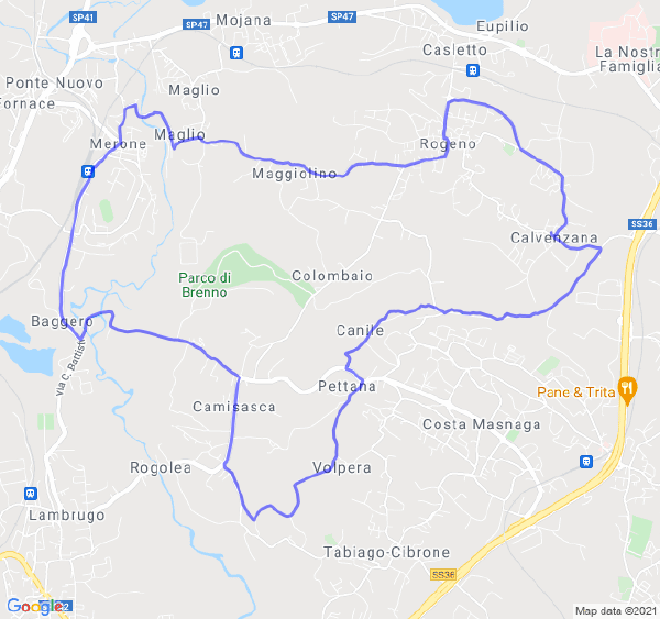 SP41
Mojana
SP47
SP47
Eupilio
Casletto
La Nostr
Famiglia
Ponte Nuovo
Fornace
Maglio
Merone
Maglio
Rogeno
Maggiolino
SS36
Calvenzana
Parco di
Brenno
Colombaio
Baggero
Canile
Via C. Battisti
Pettana
Pane & Trita
Camisasca
Costa Masnaga
Rogolea
Volpera
Lambrugo
Tabiago-Cibrone
SS36
Google
2
Map data ©2021